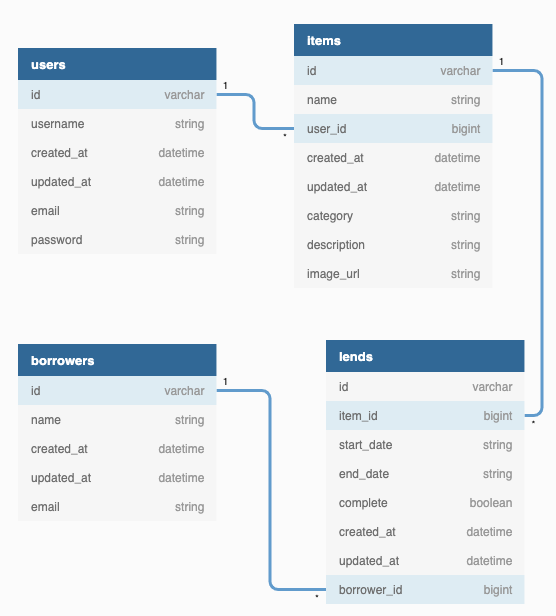 users
id varchar
username string
created_at datetime
updated_at datetime
email string
password string
1
*
items
id varchar
name string
user_id bigint
created_at datetime
updated_at datetime
category string
description string
image_url string
1
*
borrowers
id varchar
name string
created_at datetime
updated_at datetime
email string
1
*
lends
id varchar
item_id bigint
start_date string
end_date string
complete boolean
created_at datetime
updated_at datetime
borrower_id bigint